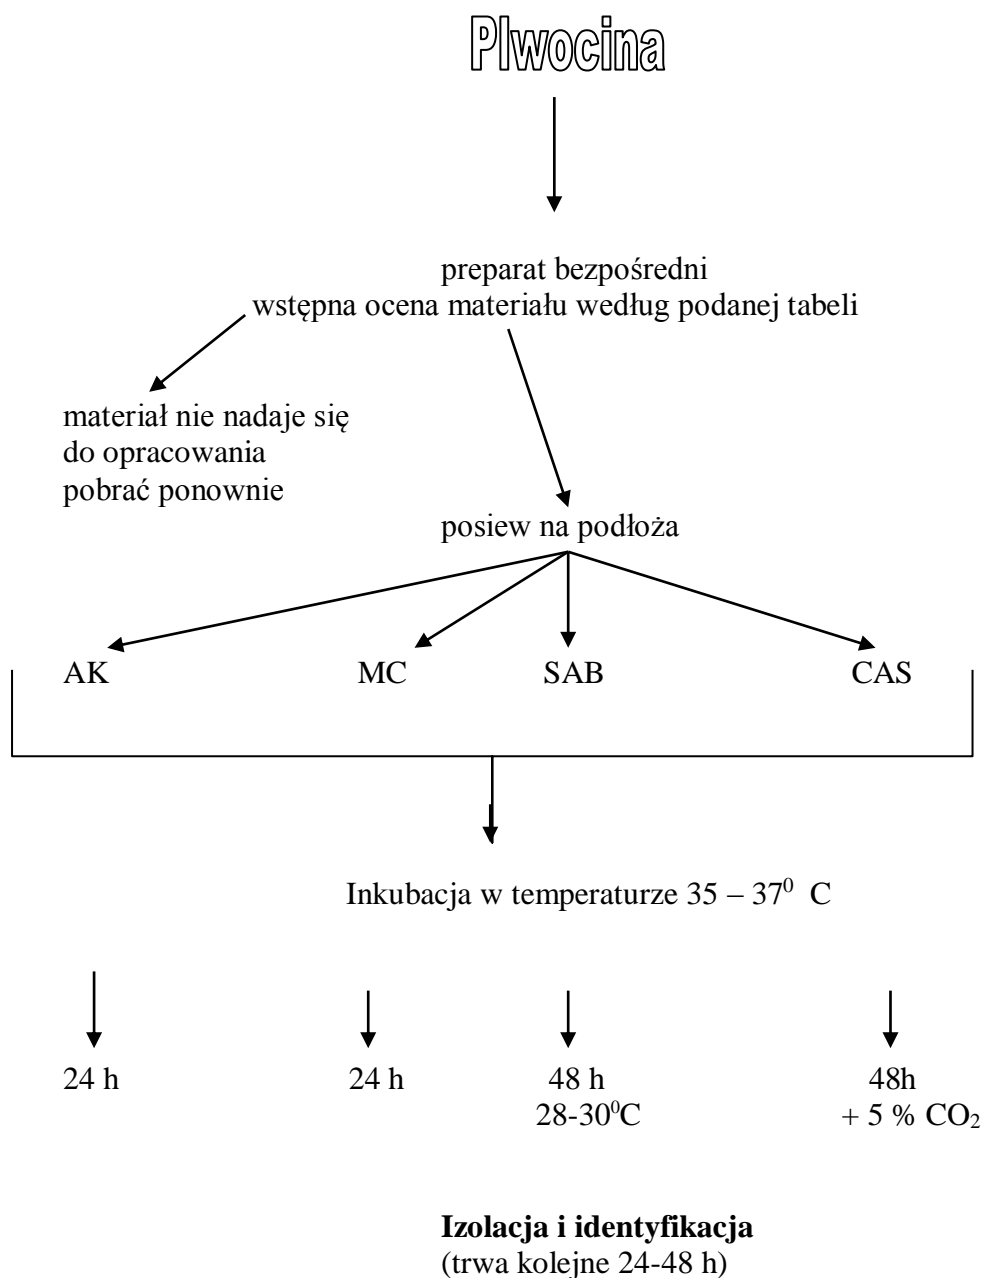 Plwocina
preparat bezpośredni
wstępna ocena materiału według podanej tabeli
materiał nie nadaje się
do opracowania
pobrać ponownie
posiew na podłoża
AK MC SAB CAS
Inkubacja w temperaturze 35 – 37⁰ C
24 h 24 h 48 h 48h
28-30⁰C + 5 % CO₂
Izolacja i identyfikacja
(trwa kolejne 24-48 h)